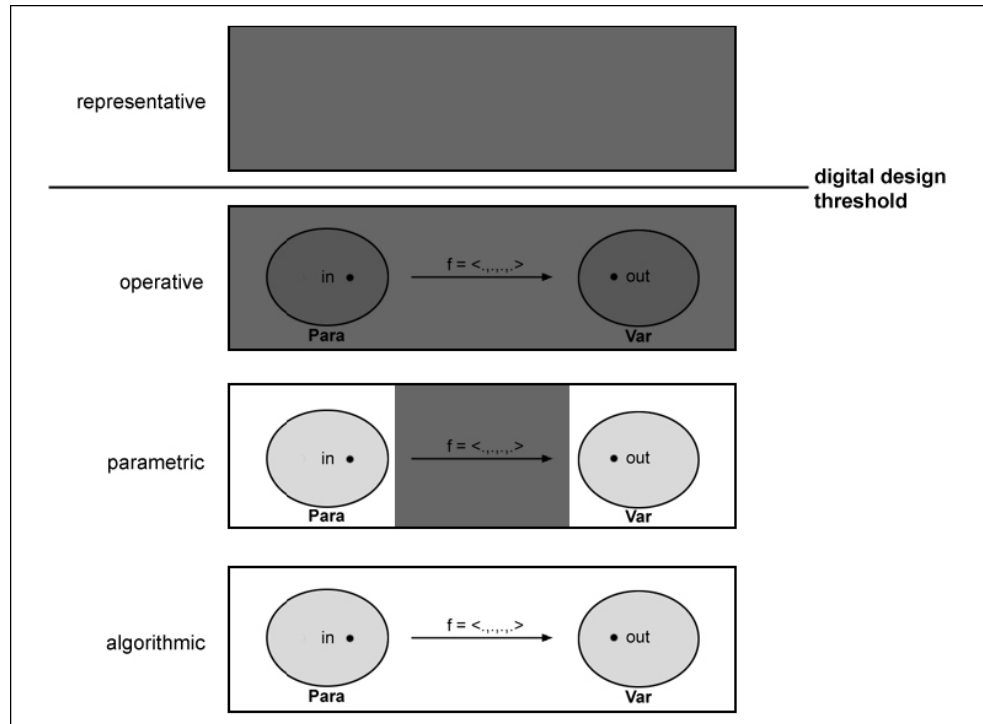 representative
digital design
threshold
operative
in
f = <.,.,.,.>
out
Para
Var
parametric
in
f = <.,.,.,.>
out
Para
Var
algorithmic
in
f = <.,.,.,.>
out
Para
Var